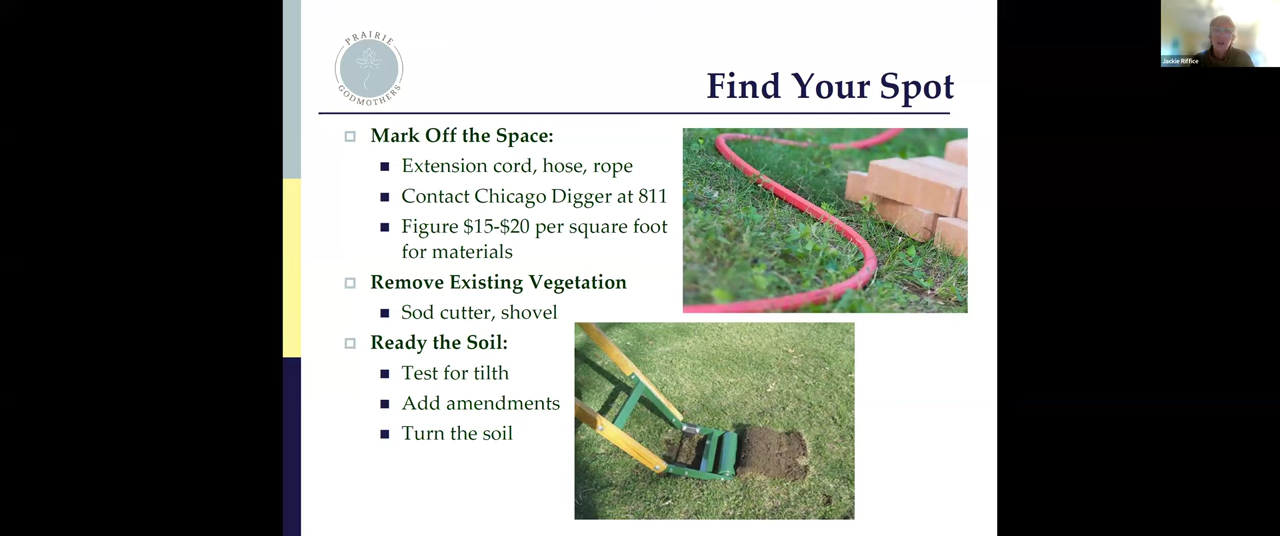 PRAIRIE
GODMOTHERS
Find Your Spot
Mark Off the Space:
Extension cord, hose, rope
Contact Chicago Digger at 811
Figure $15-$20 per square foot
for materials
Remove Existing Vegetation
Sod cutter, shovel
Ready the Soil:
Test for tilth
Add amendments
Turn the soil
Jackie Riffice